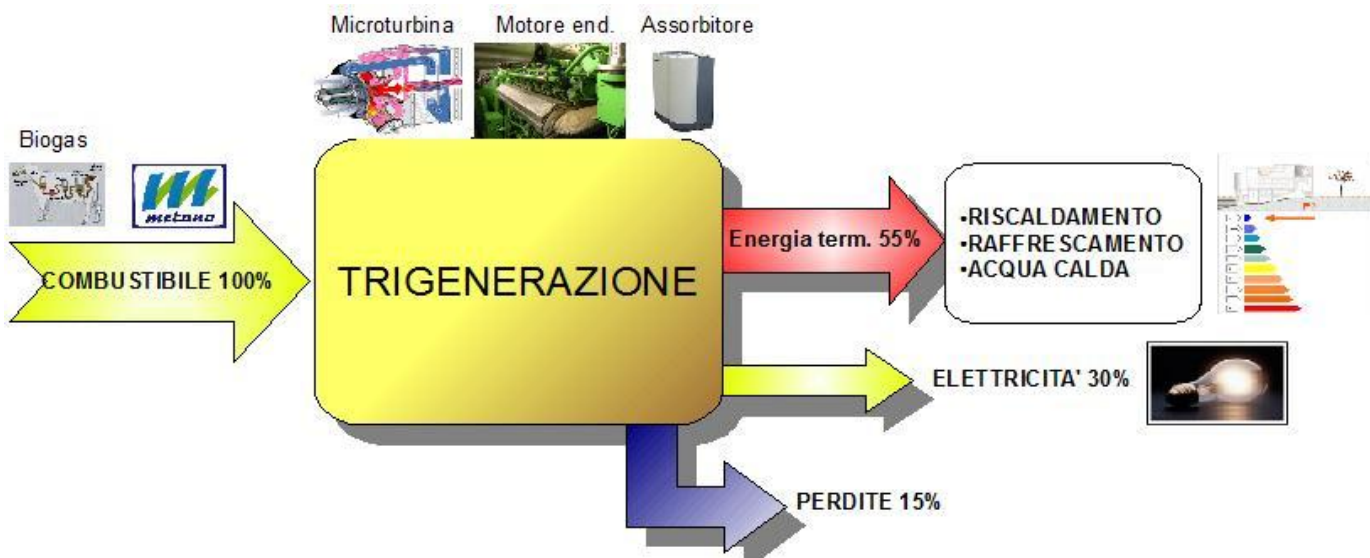 Microturbina
Motore end.
Assorbitore
Biogas
metano
COMBUSTIBILE 100%
TRIGENERAZIONE
Energia term. 55%
•RISCALDAMENTO
•RAFFRESCAMENTO
•ACQUA CALDA
ELETTRICITA' 30%
PERDITE 15%